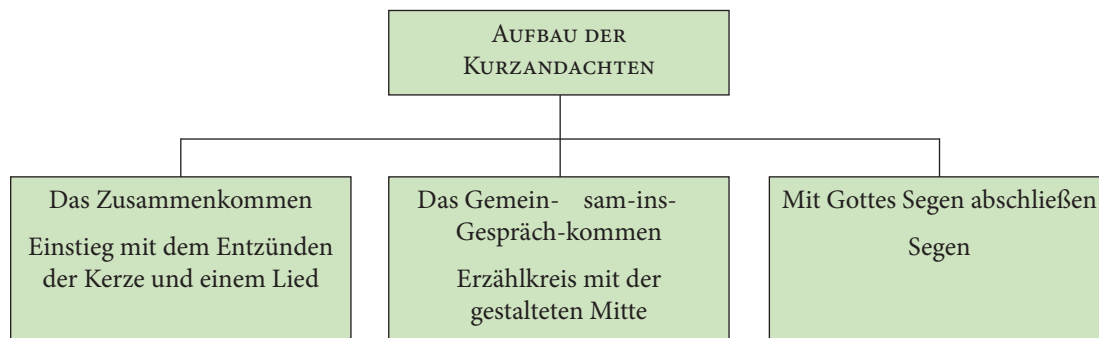 AUFBAU DER
KURZANDACHTEN
Das Zusammenkommen
Einstieg mit dem Entzünden
der Kerze und einem Lied
Das Gemein- sam-ins-
Gespräch-kommen
Erzählkreis mit der
gestalteten Mitte
Mit Gottes Segen abschließen
Segen